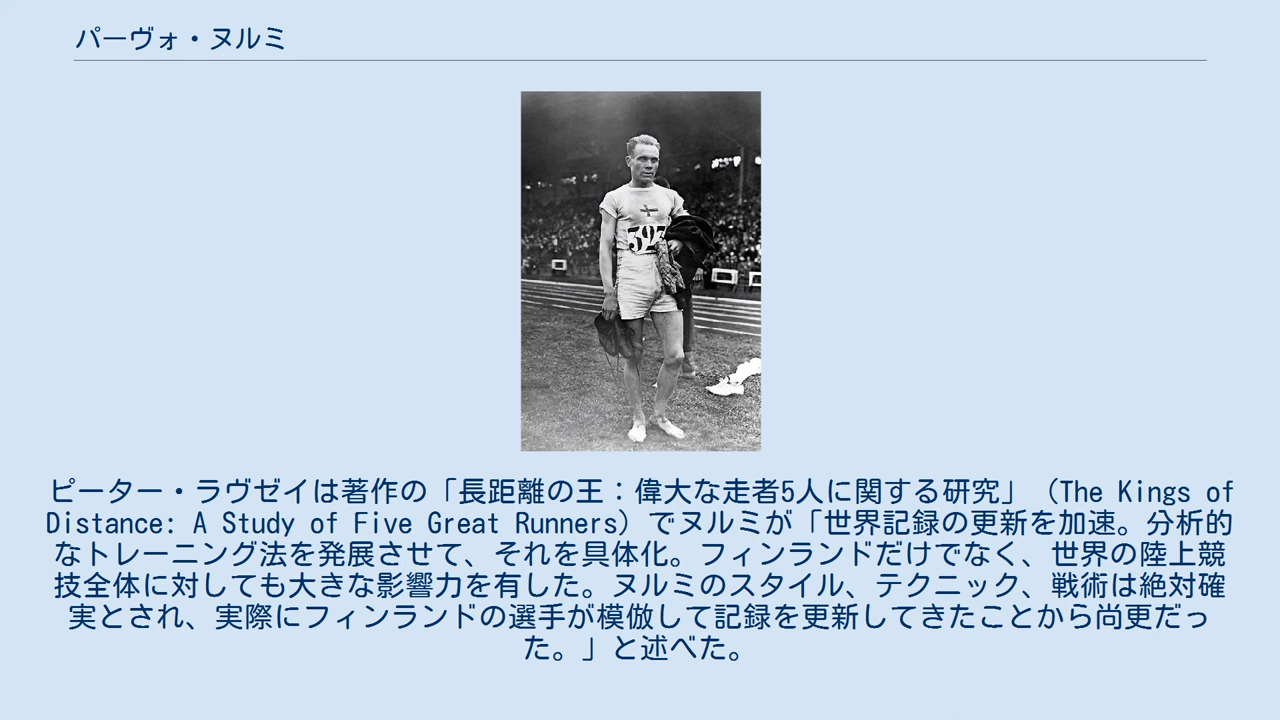 パーヴォ・ヌルミ
393
ピーター・ラヴゼイは著作の「長距離の王：偉大な走者5人に関する研究」（The Kings of
Distance: A Study of Five Great Runners）でヌルミが「世界記録の更新を加速。分析的
なトレーニング法を発展させて、それを具体化。フィンランドだけでなく、世界の陸上競
技全体に対しても大きな影響力を有した。ヌルミのスタイル、テクニック、戦術は絶対確
実とされ、実際にフィンランドの選手が模倣して記録を更新してきたことから尚更だっ
た。」と述べた。